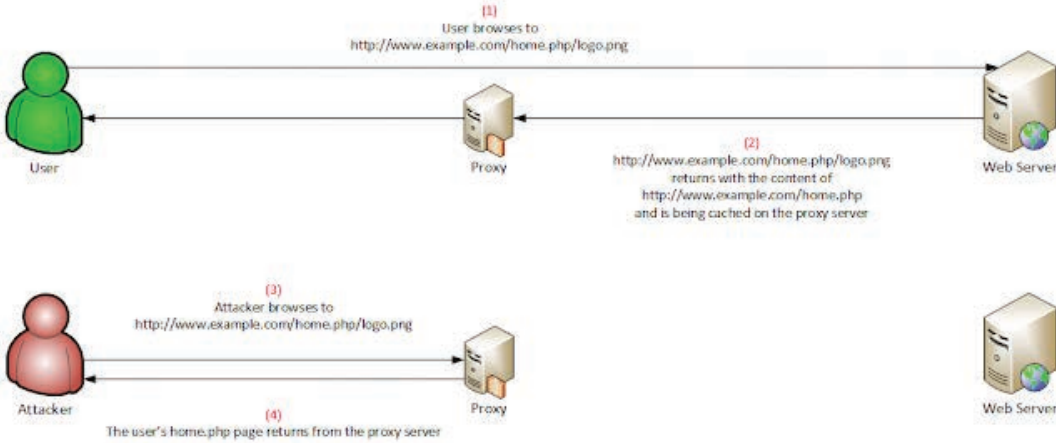 (1)
User browses to
http://www.example.com/home.php/logo.png
User
Proxy
Web Server
(2)
http://www.example.com/home.php/logo.png
returns with the content of
http://www.example.com/home.php
and is being cached on the proxy server
(3)
Attacker browses to
http://www.example.com/home.php/logo.png
Attacker
Proxy
Web Server
(4)
The user's home.php page returns from the proxy server